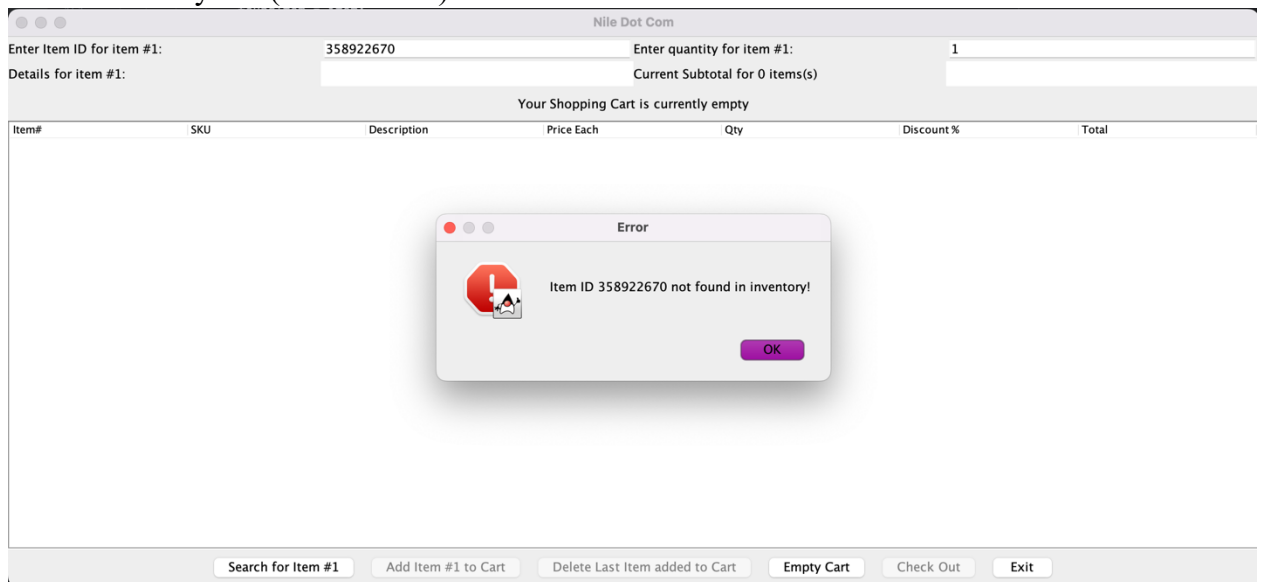 Nile Dot Com
Enter Item ID for item #1: 358922670 Enter quantity for item #1: 1
Details for item #1: Current Subtotal for 0 items(s)
Your Shopping Cart is currently empty
Item# SKU Description Price Each Qty Discount % Total
Error
Item ID 358922670 not found in inventory!
OK
Search for Item #1 Add Item #1 to Cart Delete Last Item added to Cart Empty Cart Check Out Exit